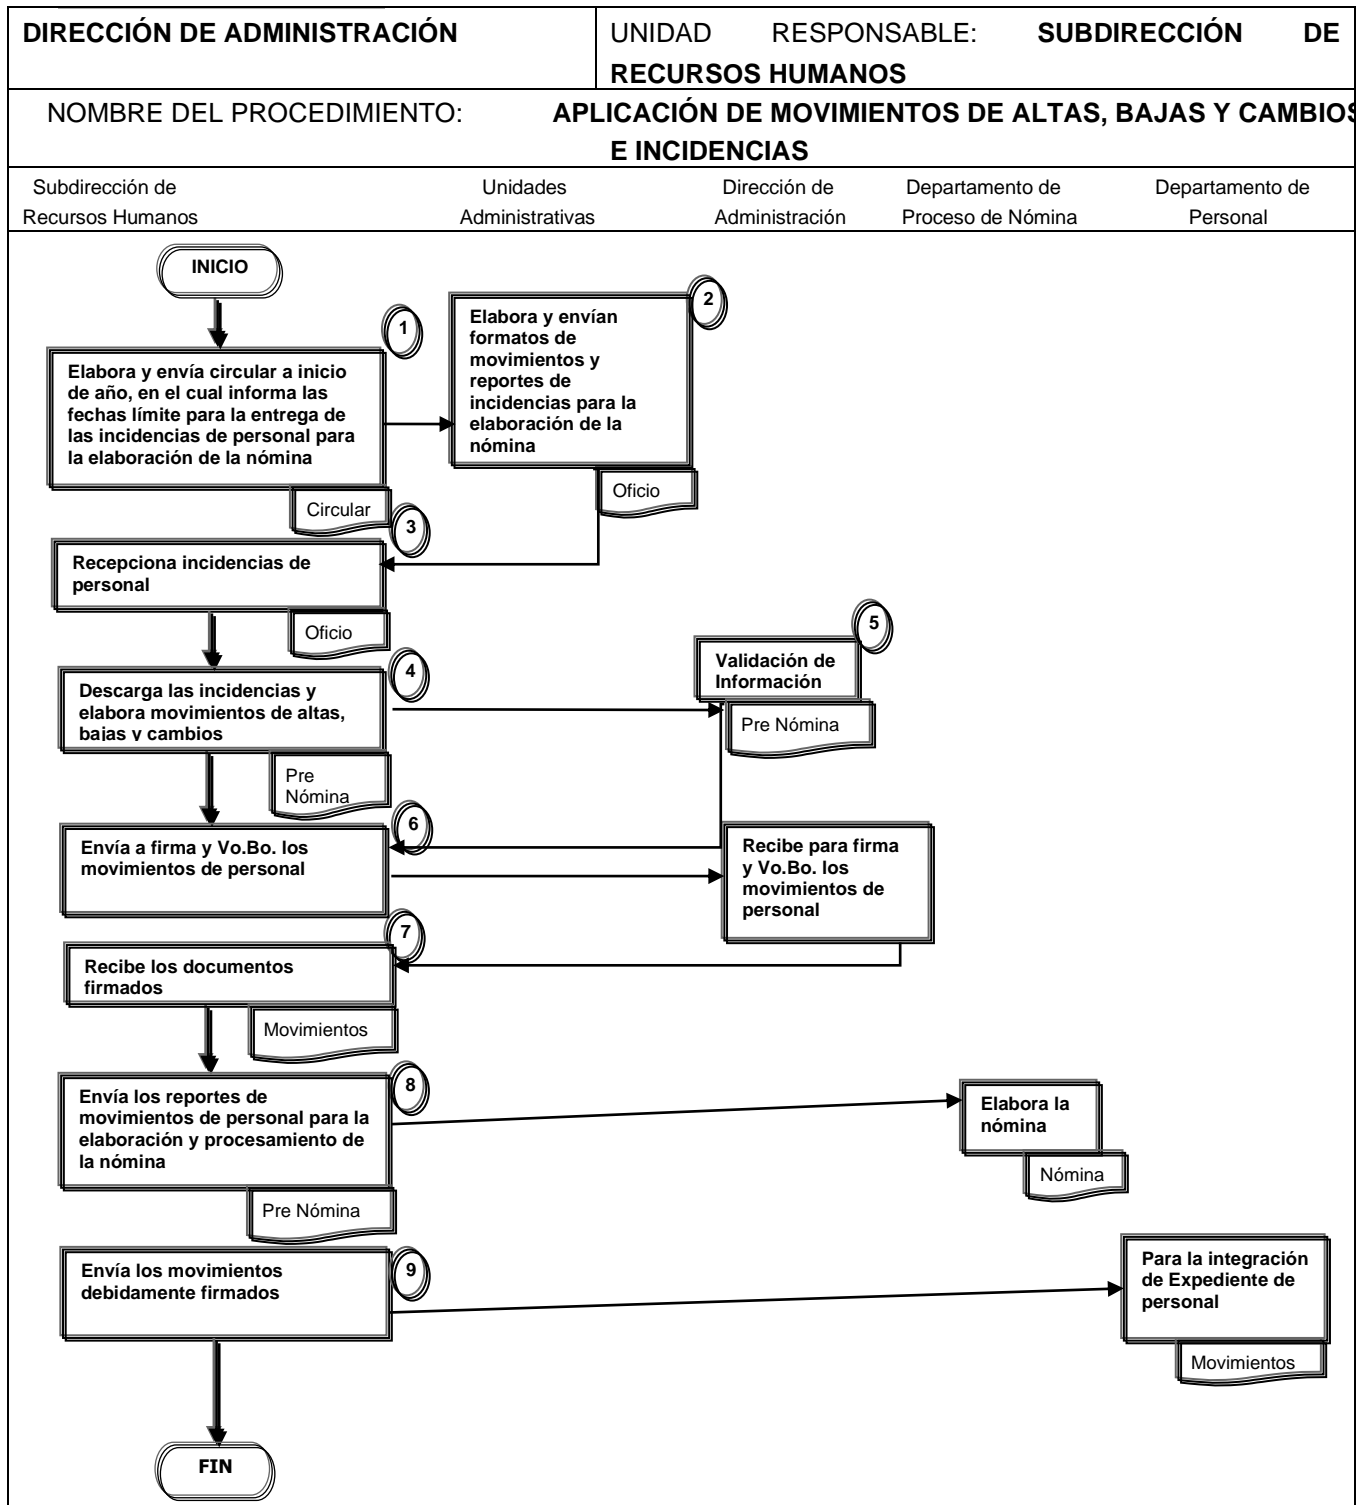 DIRECCIÓN DE ADMINISTRACIÓN
UNIDAD RESPONSABLE: SUBDIRECCIÓN DE
RECURSOS HUMANOS
NOMBRE DEL PROCEDIMIENTO: APLICACIÓN DE MOVIMIENTOS DE ALTAS, BAJAS Y CAMBIOS
E INCIDENCIAS
Subdirección de
Recursos Humanos
Unidades
Administrativas
Dirección de
Administración
Departamento de
Proceso de Nómina
Departamento de
Personal
INICIO
1
Elabora y envía circular a inicio
de año, en el cual informa las
fechas límite para la entrega de
las incidencias de personal para
la elaboración de la nómina
Circular
2
Elabora y envían
formatos de
movimientos y
reportes de
incidencias para la
elaboración de la
nómina
Oficio
3
Recepciona incidencias de
personal
Oficio
4
Descarga las incidencias y
elabora movimientos de altas,
bajas y cambios
Pre
Nómina
5
Validación de
Información
Pre Nómina
6
Envía a firma y Vo.Bo. los
movimientos de personal
Recibe para firma
y Vo.Bo. los
movimientos de
personal
7
Recibe los documentos
firmados
Movimientos
8
Envía los reportes de
movimientos de personal para la
elaboración y procesamiento de
la nómina
Pre Nómina
Elabora la
nómina
Nómina
9
Envía los movimientos
debidamente firmados
Para la integración
de Expediente de
personal
Movimientos
FIN